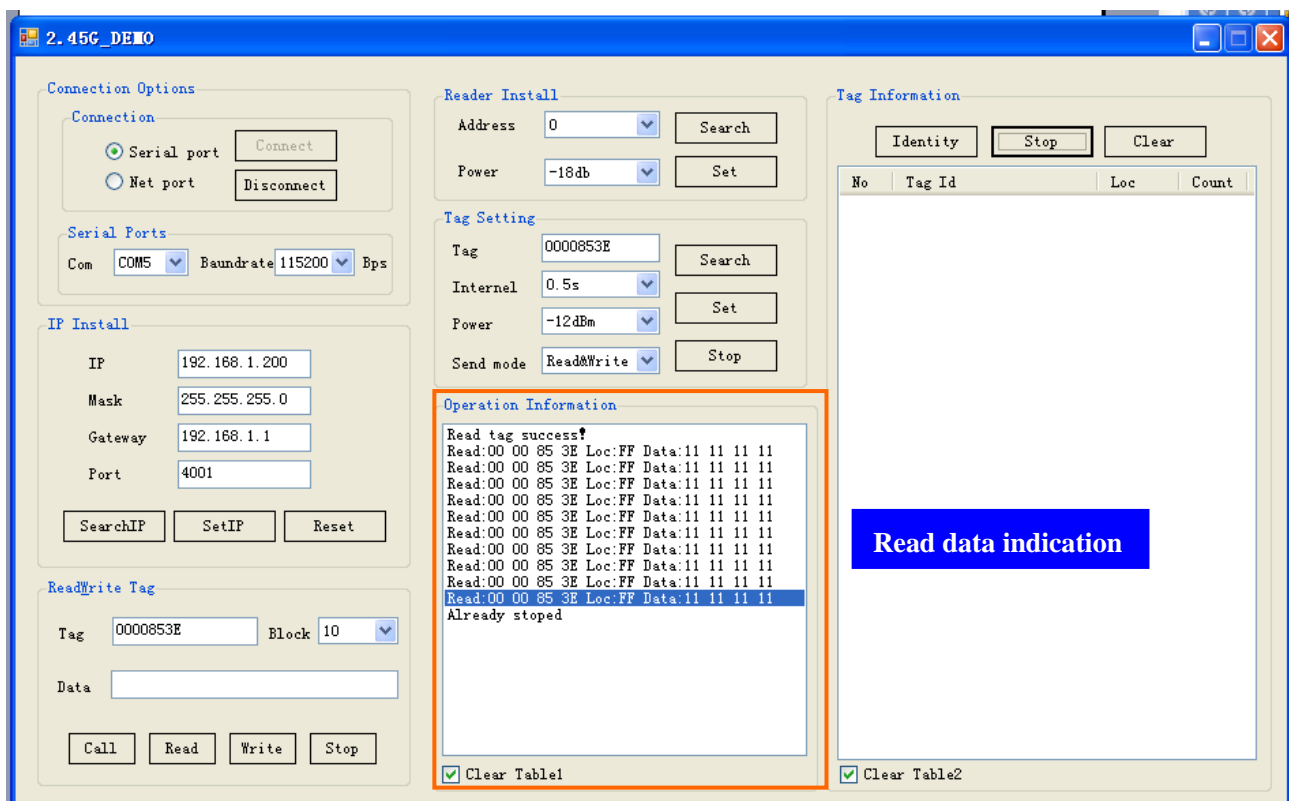 2.45G_DEMO
Connection Options
Connection
Serial port
Connect
Net port
Disconnect
Serial Ports
Com COM5 Baundrate 115200 Bps
IP Install
IP 192.168.1.200
Mask 255.255.255.0
Gateway 192.168.1.1
Port 4001
SearchIP SetIP Reset
ReadWrite Tag
Tag 0000853E Block 10
Data
Call Read Write Stop
Reader Install
Address 0 Search
Power -18db Set
Tag Setting
Tag 0000853E Search
Internel 0.5s
Set
Power -12dBm
Send mode Read&Write Stop
Operation Information
Read tag success!
Read:00 00 85 3E Loc:FF Data:11 11 11 11
Read:00 00 85 3E Loc:FF Data:11 11 11 11
Read:00 00 85 3E Loc:FF Data:11 11 11 11
Read:00 00 85 3E Loc:FF Data:11 11 11 11
Read:00 00 85 3E Loc:FF Data:11 11 11 11
Read:00 00 85 3E Loc:FF Data:11 11 11 11
Read:00 00 85 3E Loc:FF Data:11 11 11 11
Read:00 00 85 3E Loc:FF Data:11 11 11 11
Read:00 00 85 3E Loc:FF Data:11 11 11 11
Read:00 00 85 3E Loc:FF Data:11 11 11 11
Already stoped
Clear Table1
Tag Information
Identity Stop Clear
No Tag Id Loc Count
Read data indication
Clear Table2